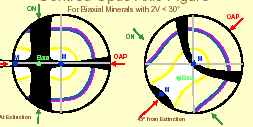 For Biaxial Minerals with 2V < 30°
ON
OAP
ON
OAP
Bxa
M
M
Bxa
M
At Extinction
45° from Extinction